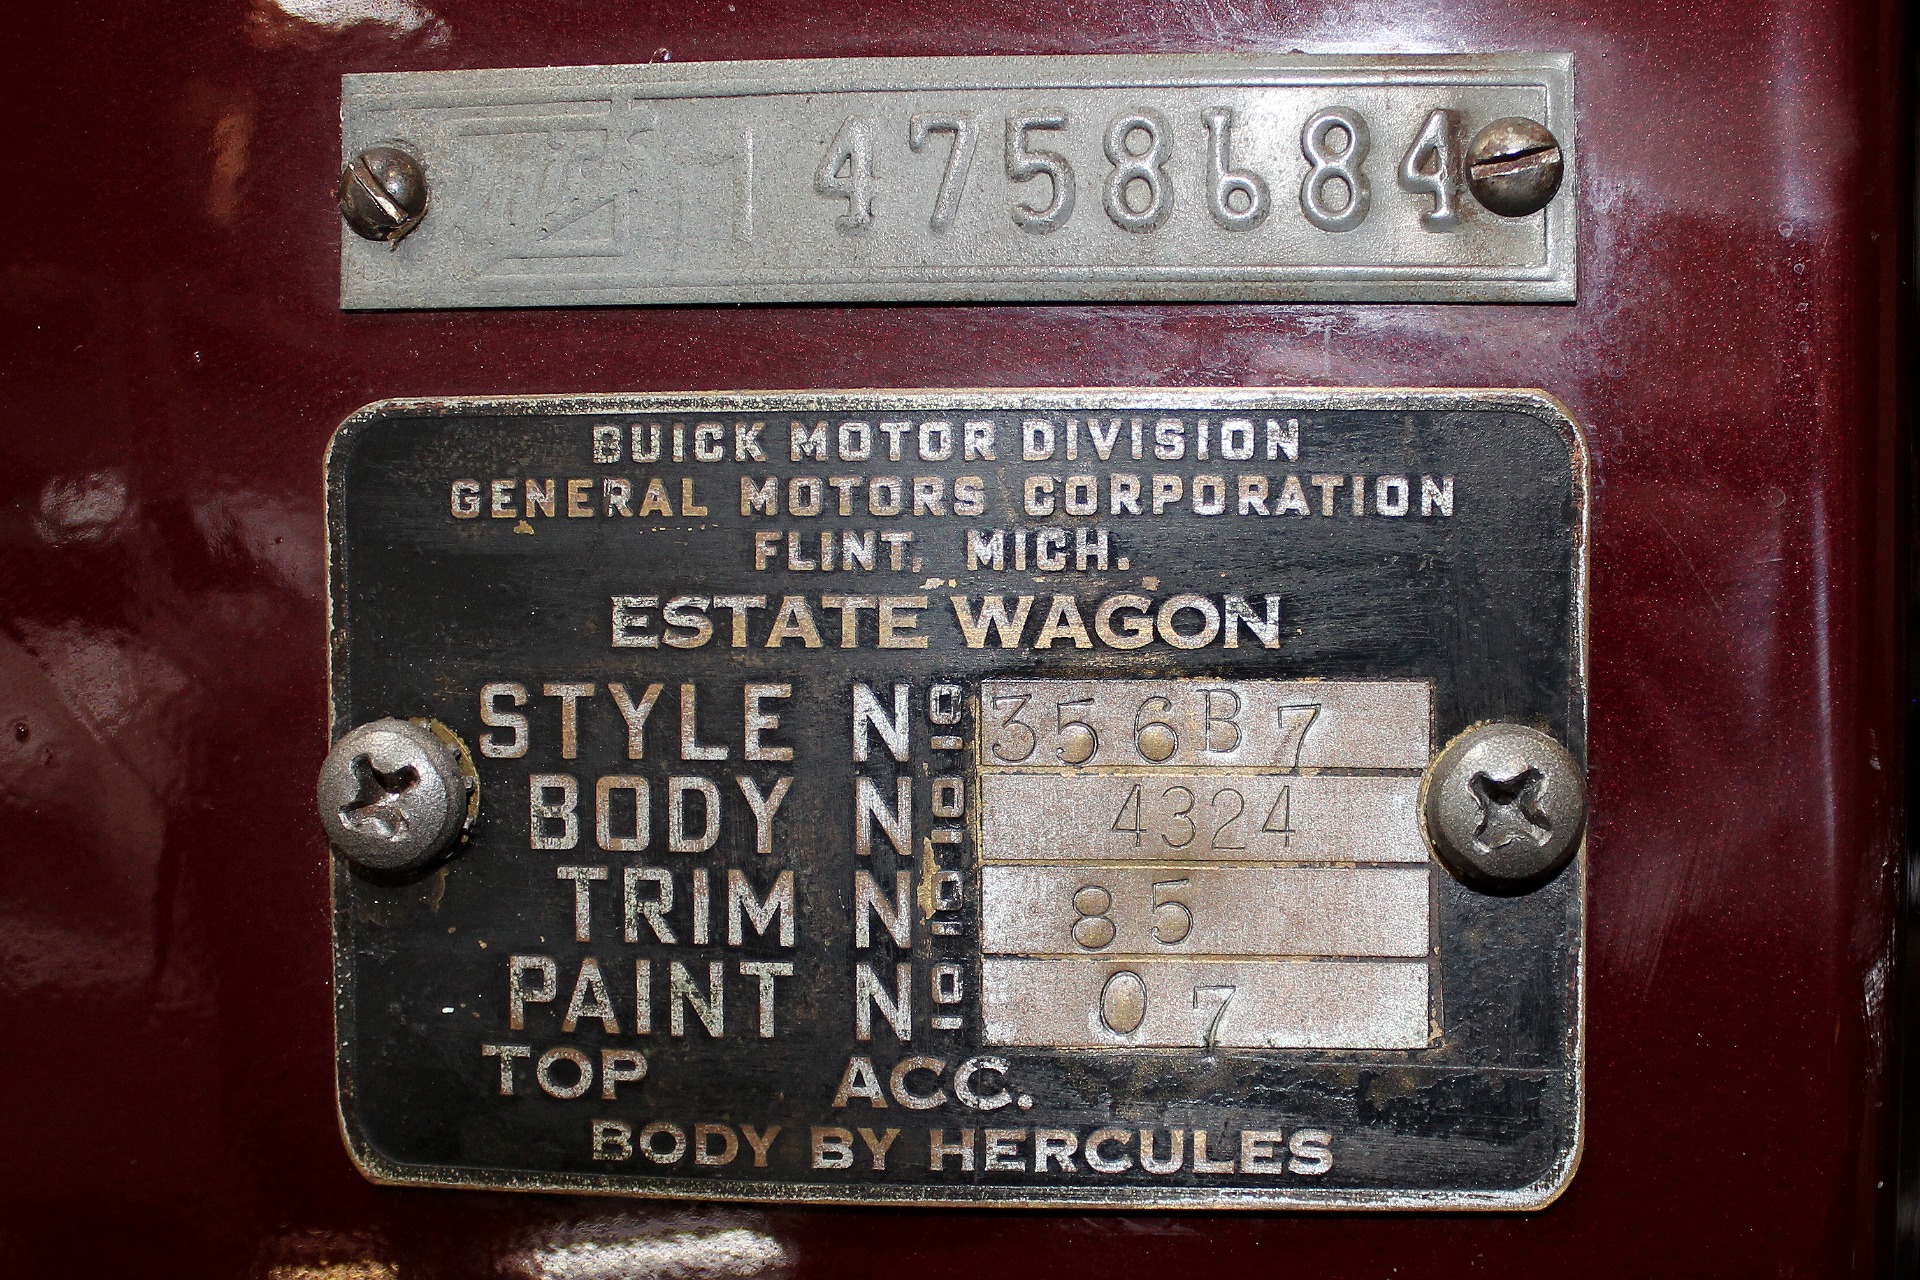 14758684
BUICK MOTOR DIVISION
GENERAL MOTORS CORPORATION
FLINT, MICH.
ESTATE WAGON
STYLE Nº 356B7
BODY Nº 4324
TRIM Nº 85
PAINT Nº 07
TOP ACC.
BODY BY HERCULES